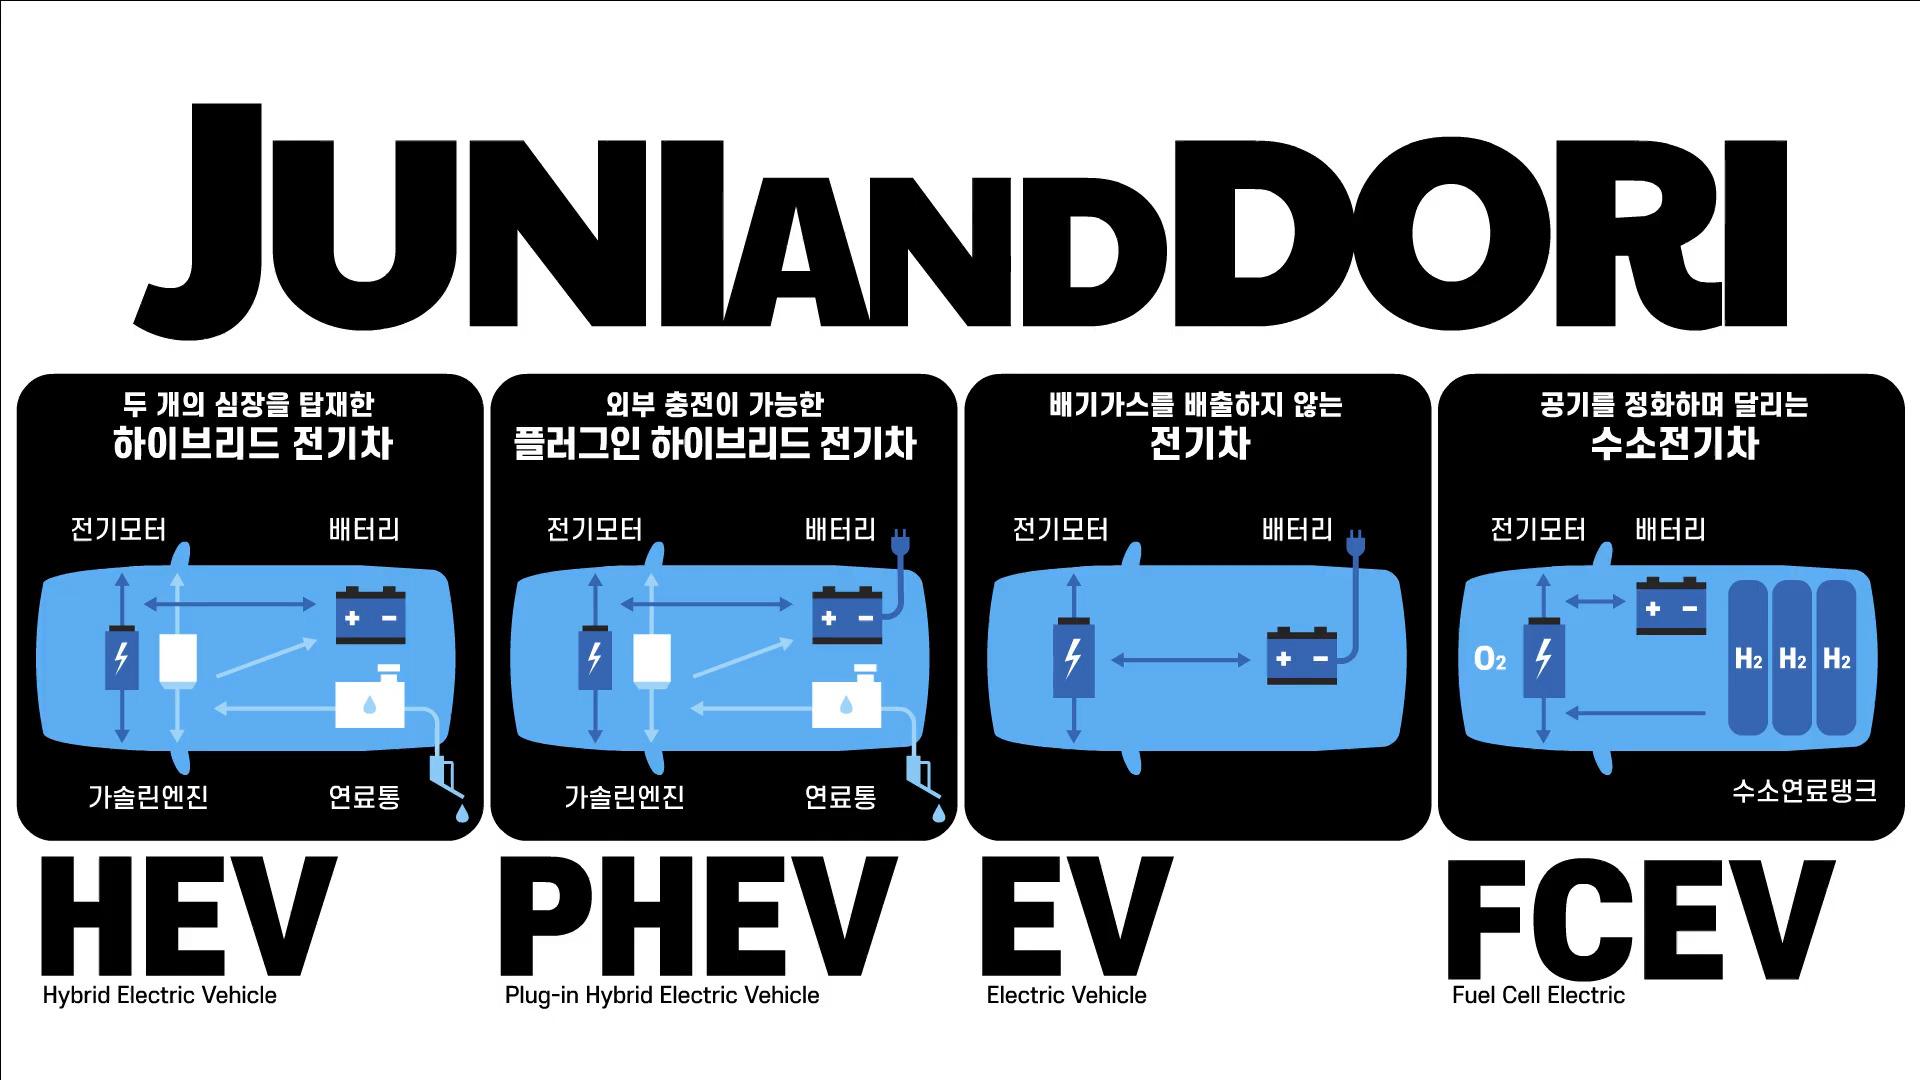 JUNIANDDORI
두 개의 심장을 탑재한
하이브리드 전기차
전기모터 배터리
+ -
가솔린엔진 연료통
HEV
Hybrid Electric Vehicle
외부 충전이 가능한
플러그인 하이브리드 전기차
전기모터 배터리
+ -
가솔린엔진 연료통
PHEV
Plug-in Hybrid Electric Vehicle
배기가스를 배출하지 않는
전기차
전기모터 배터리
+ -
EV
Electric Vehicle
공기를 정화하며 달리는
수소전기차
전기모터 배터리
+ -
O₂ H₂ H₂ H₂
수소연료탱크
FCEV
Fuel Cell Electric